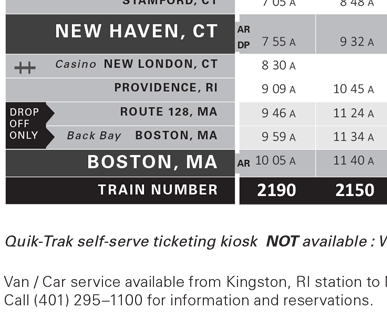 STAMFORD, CT 7 05 A 8 48 A
NEW HAVEN, CT AR
DP 7 55 A 9 32 A
Casino NEW LONDON, CT 8 30 A
PROVIDENCE, RI 9 09 A 10 45 A
DROP OFF ONLY
ROUTE 128, MA 9 46 A 11 24 A
Back Bay BOSTON, MA 9 59 A 11 34 A
BOSTON, MA AR 10 05 A 11 40 A
TRAIN NUMBER 2190 2150
Quik-Trak self-serve ticketing kiosk NOT available :
Van / Car service available from Kingston, RI station to
Call (401) 295–1100 for information and reservations.